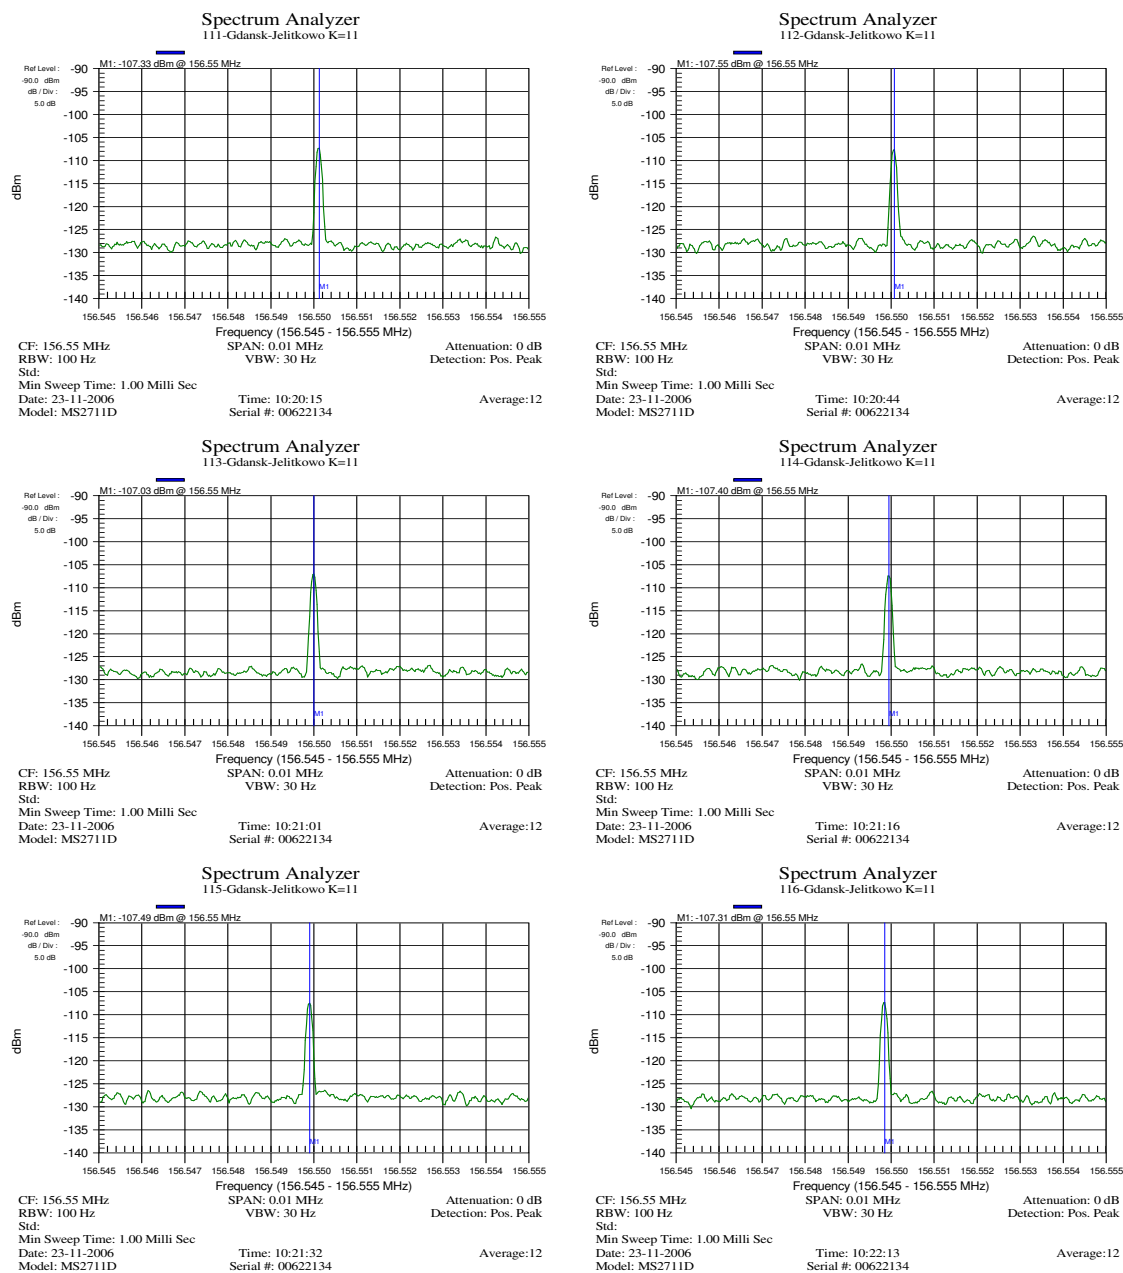 Spectrum Analyzer
111-Gdansk-Jelitkowo K=11
M1: -107.33 dBm @ 156.55 MHz
Ref Level :
-90.0 dBm
dB / Div :
5.0 dB
-90
-95
-100
-105
-110
-115
-120
-125
-130
-135
-140
dBm
M1
156.545 156.546 156.547 156.548 156.549 156.550 156.551 156.552 156.553 156.554 156.555
Frequency (156.545 - 156.555 MHz)
CF: 156.55 MHz SPAN: 0.01 MHz Attenuation: 0 dB
RBW: 100 Hz VBW: 30 Hz Detection: Pos. Peak
Std:
Min Sweep Time: 1.00 Milli Sec
Date: 23-11-2006 Time: 10:20:15 Average:12
Model: MS2711D Serial #: 00622134
Spectrum Analyzer
112-Gdansk-Jelitkowo K=11
M1: -107.55 dBm @ 156.55 MHz
Ref Level :
-90.0 dBm
dB / Div :
5.0 dB
-90
-95
-100
-105
-110
-115
-120
-125
-130
-135
-140
dBm
M1
156.545 156.546 156.547 156.548 156.549 156.550 156.551 156.552 156.553 156.554 156.555
Frequency (156.545 - 156.555 MHz)
CF: 156.55 MHz SPAN: 0.01 MHz Attenuation: 0 dB
RBW: 100 Hz VBW: 30 Hz Detection: Pos. Peak
Std:
Min Sweep Time: 1.00 Milli Sec
Date: 23-11-2006 Time: 10:20:44 Average:12
Model: MS2711D Serial #: 00622134
Spectrum Analyzer
113-Gdansk-Jelitkowo K=11
M1: -107.03 dBm @ 156.55 MHz
Ref Level :
-90.0 dBm
dB / Div :
5.0 dB
-90
-95
-100
-105
-110
-115
-120
-125
-130
-135
-140
dBm
M1
156.545 156.546 156.547 156.548 156.549 156.550 156.551 156.552 156.553 156.554 156.555
Frequency (156.545 - 156.555 MHz)
CF: 156.55 MHz SPAN: 0.01 MHz Attenuation: 0 dB
RBW: 100 Hz VBW: 30 Hz Detection: Pos. Peak
Std:
Min Sweep Time: 1.00 Milli Sec
Date: 23-11-2006 Time: 10:21:01 Average:12
Model: MS2711D Serial #: 00622134
Spectrum Analyzer
114-Gdansk-Jelitkowo K=11
M1: -107.40 dBm @ 156.55 MHz
Ref Level :
-90.0 dBm
dB / Div :
5.0 dB
-90
-95
-100
-105
-110
-115
-120
-125
-130
-135
-140
dBm
M1
156.545 156.546 156.547 156.548 156.549 156.550 156.551 156.552 156.553 156.554 156.555
Frequency (156.545 - 156.555 MHz)
CF: 156.55 MHz SPAN: 0.01 MHz Attenuation: 0 dB
RBW: 100 Hz VBW: 30 Hz Detection: Pos. Peak
Std:
Min Sweep Time: 1.00 Milli Sec
Date: 23-11-2006 Time: 10:21:16 Average:12
Model: MS2711D Serial #: 00622134
Spectrum Analyzer
115-Gdansk-Jelitkowo K=11
M1: -107.49 dBm @ 156.55 MHz
Ref Level :
-90.0 dBm
dB / Div :
5.0 dB
-90
-95
-100
-105
-110
-115
-120
-125
-130
-135
-140
dBm
M1
156.545 156.546 156.547 156.548 156.549 156.550 156.551 156.552 156.553 156.554 156.555
Frequency (156.545 - 156.555 MHz)
CF: 156.55 MHz SPAN: 0.01 MHz Attenuation: 0 dB
RBW: 100 Hz VBW: 30 Hz Detection: Pos. Peak
Std:
Min Sweep Time: 1.00 Milli Sec
Date: 23-11-2006 Time: 10:21:32 Average:12
Model: MS2711D Serial #: 00622134
Spectrum Analyzer
116-Gdansk-Jelitkowo K=11
M1: -107.31 dBm @ 156.55 MHz
Ref Level :
-90.0 dBm
dB / Div :
5.0 dB
-90
-95
-100
-105
-110
-115
-120
-125
-130
-135
-140
dBm
M1
156.545 156.546 156.547 156.548 156.549 156.550 156.551 156.552 156.553 156.554 156.555
Frequency (156.545 - 156.555 MHz)
CF: 156.55 MHz SPAN: 0.01 MHz Attenuation: 0 dB
RBW: 100 Hz VBW: 30 Hz Detection: Pos. Peak
Std:
Min Sweep Time: 1.00 Milli Sec
Date: 23-11-2006 Time: 10:22:13 Average:12
Model: MS2711D Serial #: 00622134